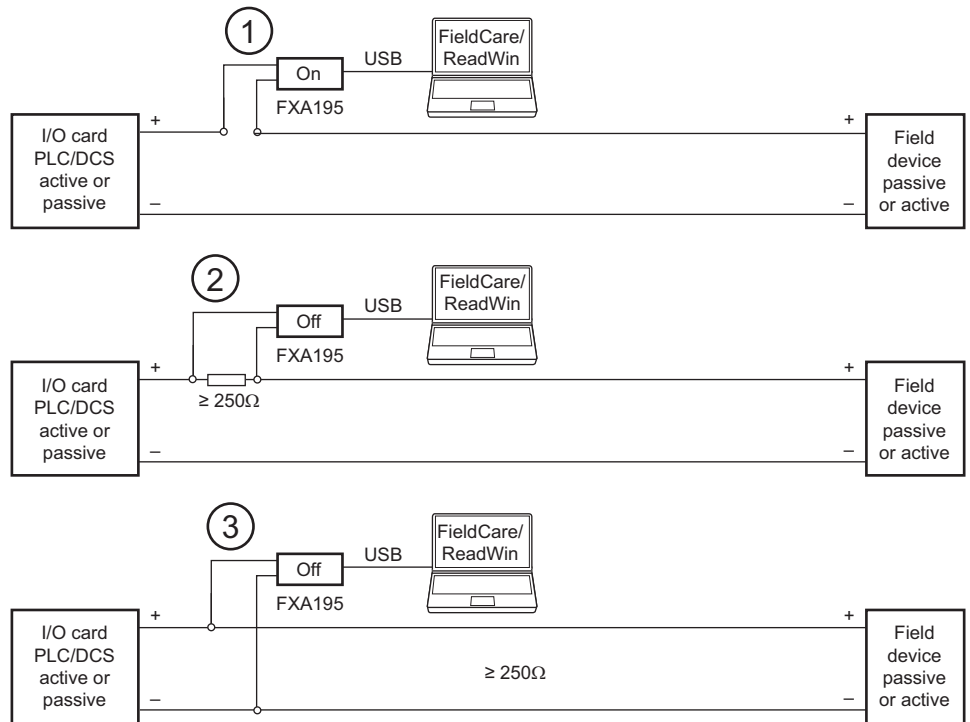 1
FieldCare/
ReadWin
USB
On
FXA195
+
+
I/O card
PLC/DCS
active or
passive
Field
device
passive
or active
–
–
2
FieldCare/
ReadWin
USB
Off
FXA195
+
+
≥ 250Ω
I/O card
PLC/DCS
active or
passive
Field
device
passive
or active
–
–
3
FieldCare/
ReadWin
USB
Off
FXA195
+
+
I/O card
PLC/DCS
active or
passive
≥ 250Ω
Field
device
passive
or active
–
–